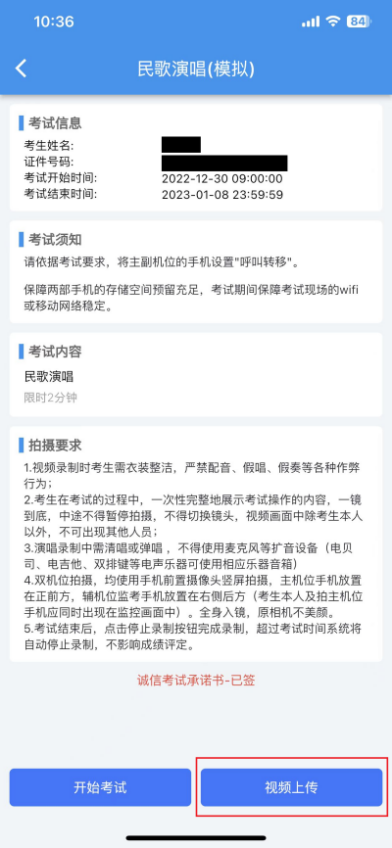 10:36
84
民歌演唱(模拟)
考试信息
考生姓名:
证件号码:
考试开始时间: 2022-12-30 09:00:00
考试结束时间: 2023-01-08 23:59:59
考试须知
请依据考试要求，将主副机位的手机设置"呼叫转移"。
保障两部手机的存储空间预留充足，考试期间保障考试现场的wifi
或移动网络稳定。
考试内容
民歌演唱
限时2分钟
拍摄要求
1.视频录制时考生需衣装整洁，严禁配音、假唱、假奏等各种作弊
行为；
2.考生在考试的过程中，一次性完整地展示考试操作的内容，一镜
到底，中途不得暂停拍摄，不得切换镜头，视频画面中除考生本人
以外，不可出现其他人员；
3.演唱录制中需清唱或弹唱 ，不得使用麦克风等扩音设备（电贝
司、电吉他、双排键等电声乐器可使用相应乐器音箱）
4.双机位拍摄，均使用手机前置摄像头竖屏拍摄，主机位手机放置
在正前方，辅机位监考手机放置在右侧后方（考生本人及拍主机位
手机应同时出现在监控画面中）。全身入镜，原相机不美颜。
5.考试结束后，点击停止录制按钮完成录制，超过考试时间系统将
自动停止录制，不影响成绩评定。
诚信考试承诺书-已签
开始考试
视频上传